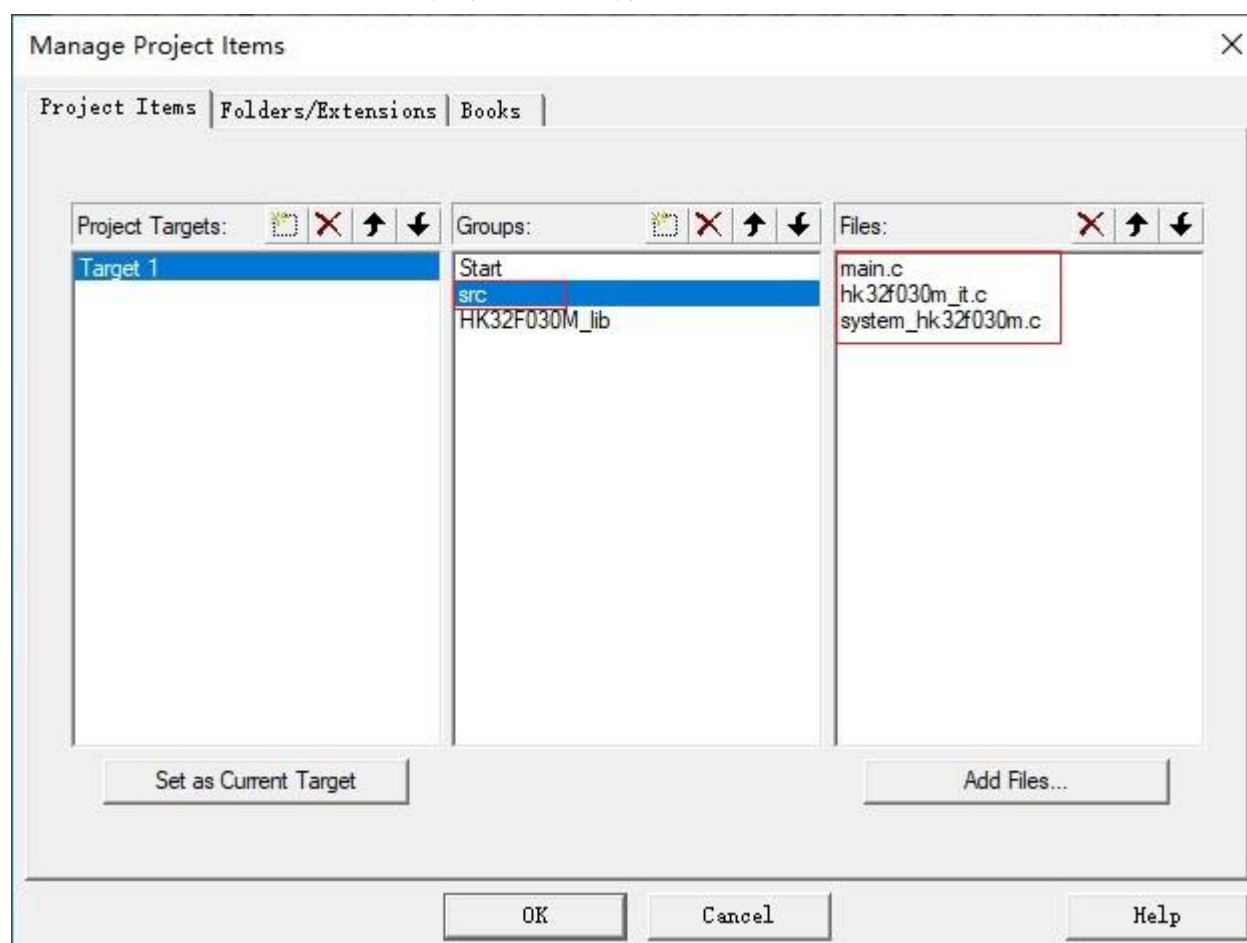 Manage Project Items
Project Items Folders/Extensions Books
Project Targets: Groups: Files:
Target 1
Start
src
HK32F030M_lib
main.c
hk32f030m_it.c
system_hk32f030m.c
Set as Current Target
Add Files...
OK Cancel Help